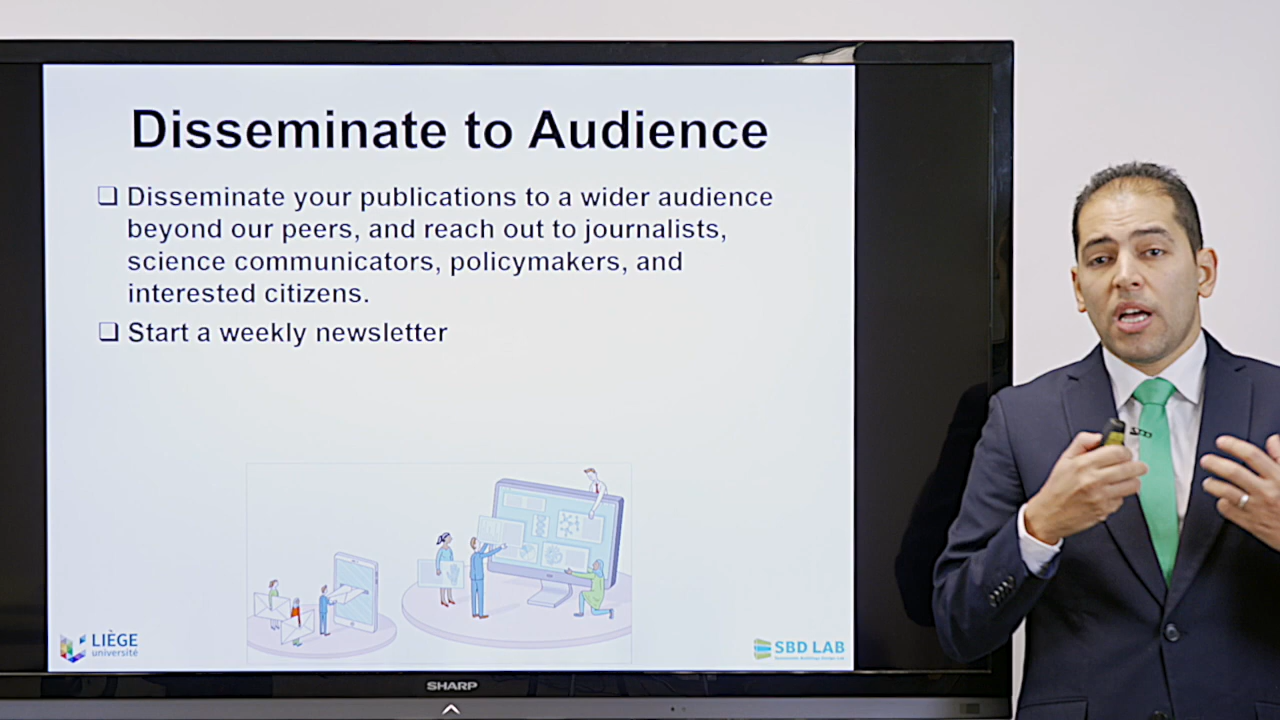 Disseminate to Audience
❑ Disseminate your publications to a wider audience
beyond our peers, and reach out to journalists,
science communicators, policymakers, and
interested citizens.
❑ Start a weekly newsletter
LIÈGE
université
SBD LAB
SHARP